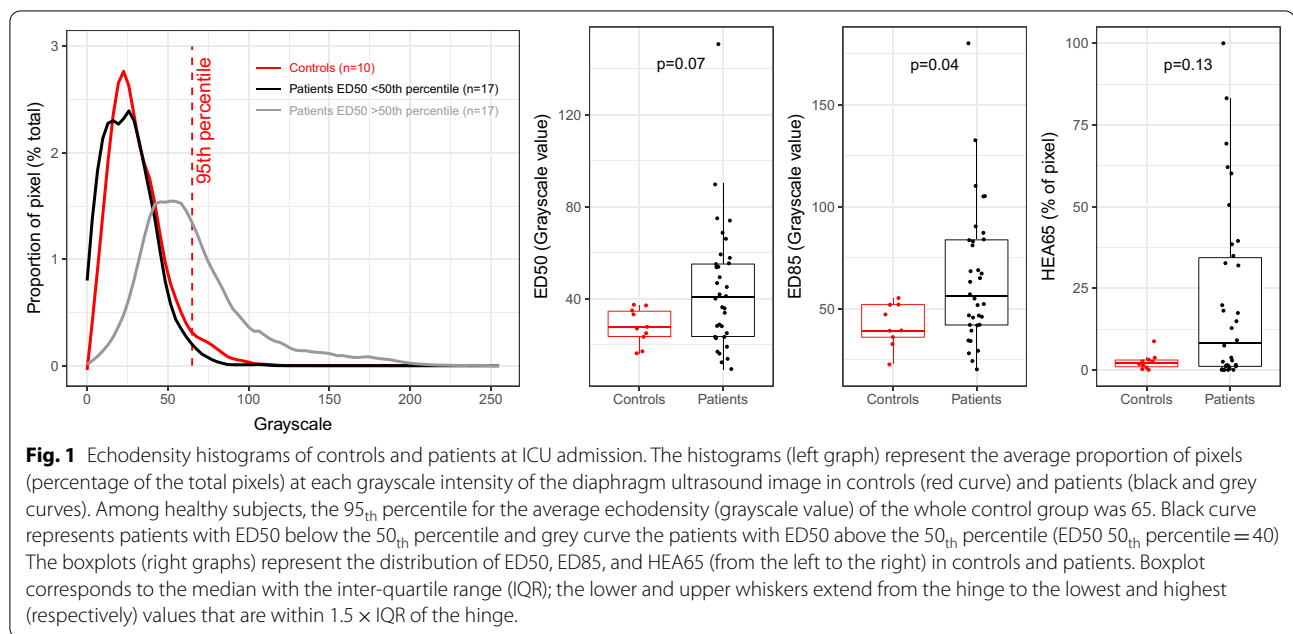 3
2
1
0
Proportion of pixel (% total)
0
50
100
150
200
250
Grayscale
Controls (n=10)
Patients ED50 <50th percentile (n=17)
Patients ED50 >50th percentile (n=17)
95th percentile
p=0.07
120
80
40
ED50 (Grayscale value)
Controls
Patients
p=0.04
150
100
50
ED85 (Grayscale value)
Controls
Patients
p=0.13
100
75
50
25
0
HEA65 (% of pixel)
Controls
Patients
Fig. 1 Echodensity histograms of controls and patients at ICU admission. The histograms (left graph) represent the average proportion of pixels
(percentage of the total pixels) at each grayscale intensity of the diaphragm ultrasound image in controls (red curve) and patients (black and grey
curves). Among healthy subjects, the 95th percentile for the average echodensity (grayscale value) of the whole control group was 65. Black curve
represents patients with ED50 below the 50th percentile and grey curve the patients with ED50 above the 50th percentile (ED50 50th percentile = 40)
The boxplots (right graphs) represent the distribution of ED50, ED85, and HEA65 (from the left to the right) in controls and patients. Boxplot
corresponds to the median with the inter-quartile range (IQR); the lower and upper whiskers extend from the hinge to the lowest and highest
(respectively) values that are within 1.5 × IQR of the hinge.